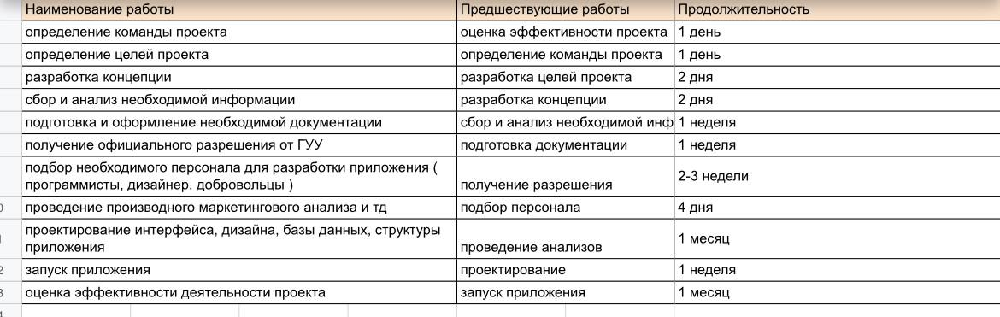 Наименование работы Предшествующие работы Продолжительность
определение команды проекта оценка эффективности проекта 1 день
определение целей проекта определение команды проекта 1 день
разработка концепции разработка целей проекта 2 дня
сбор и анализ необходимой информации разработка концепции 2 дня
подготовка и оформление необходимой документации сбор и анализ необходимой инф 1 неделя
получение официального разрешения от ГУУ подготовка документации 1 неделя
подбор необходимого персонала для разработки приложения (
программисты, дизайнер, добровольцы ) получение разрешения 2-3 недели
0 проведение производного маркетингового анализа и тд подбор персонала 4 дня
проектирование интерфейса, дизайна, базы данных, структуры
приложения проведение анализов 1 месяц
2 запуск приложения проектирование 1 неделя
3 оценка эффективности деятельности проекта запуск приложения 1 месяц